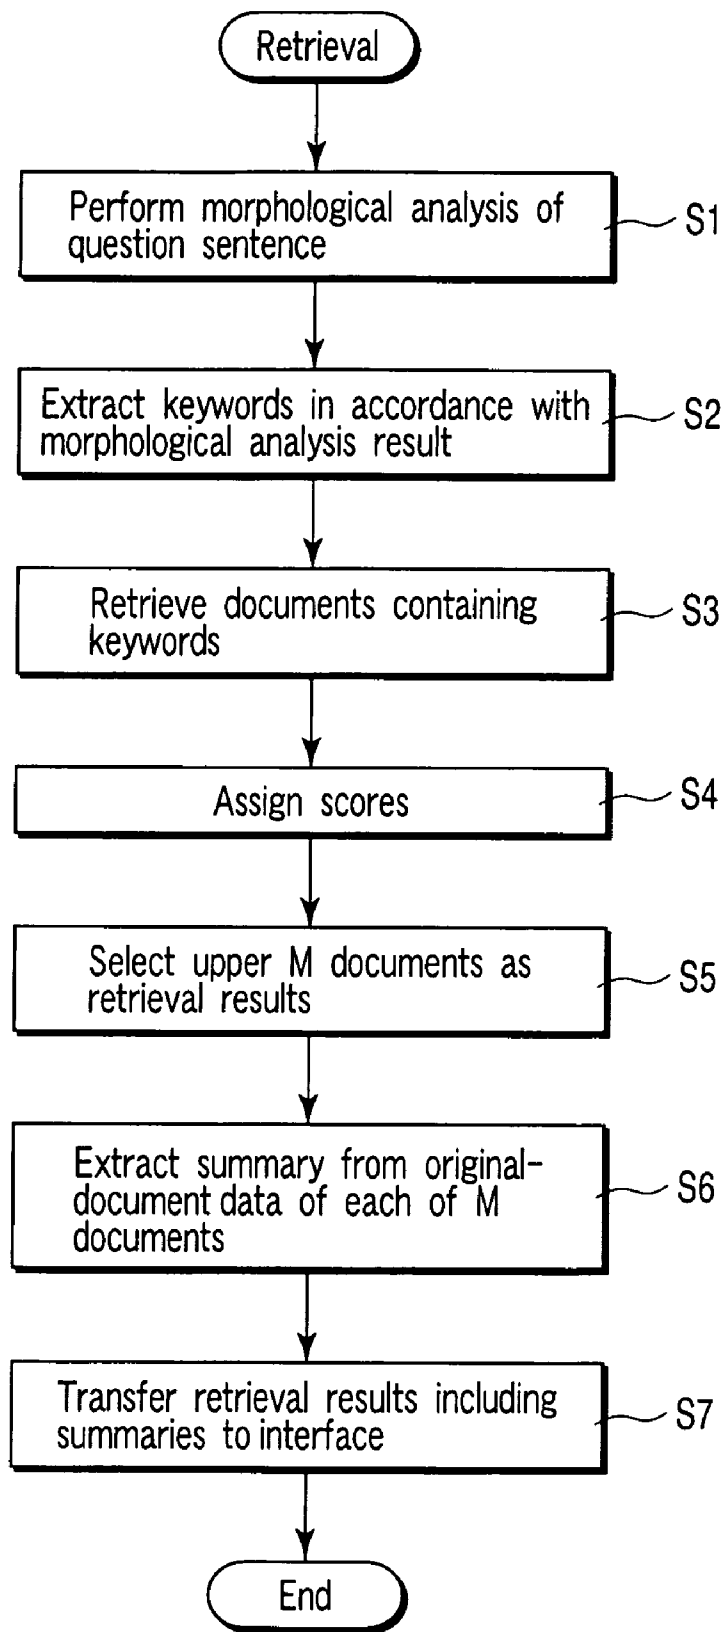 Retrieval
Perform morphological analysis of
question sentence
S1
Extract keywords in accordance with
morphological analysis result
S2
Retrieve documents containing
keywords
S3
Assign scores
S4
Select upper M documents as
retrieval results
S5
Extract summary from original-
document data of each of M
documents
S6
Transfer retrieval results including
summaries to interface
S7
End